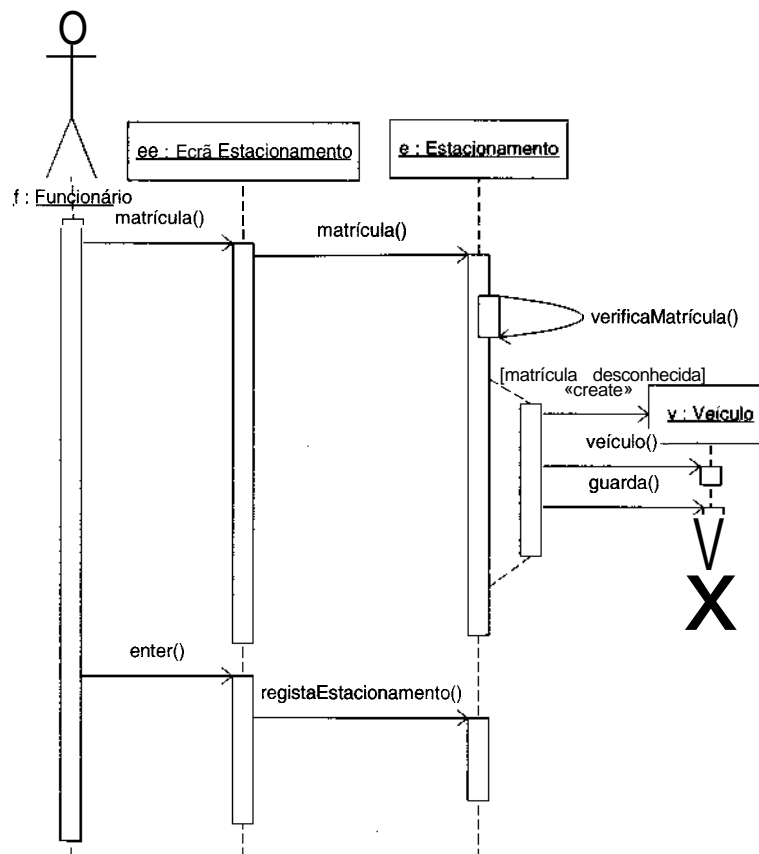 ee : Ecrã Estacionamento
e : Estacionamento
f : Funcionário
matrícula()
matrícula()
verificaMatrícula()
[matrícula desconhecida]
«create»
v : Veículo
veículo()
guarda()
enter()
registaEstacionamento()